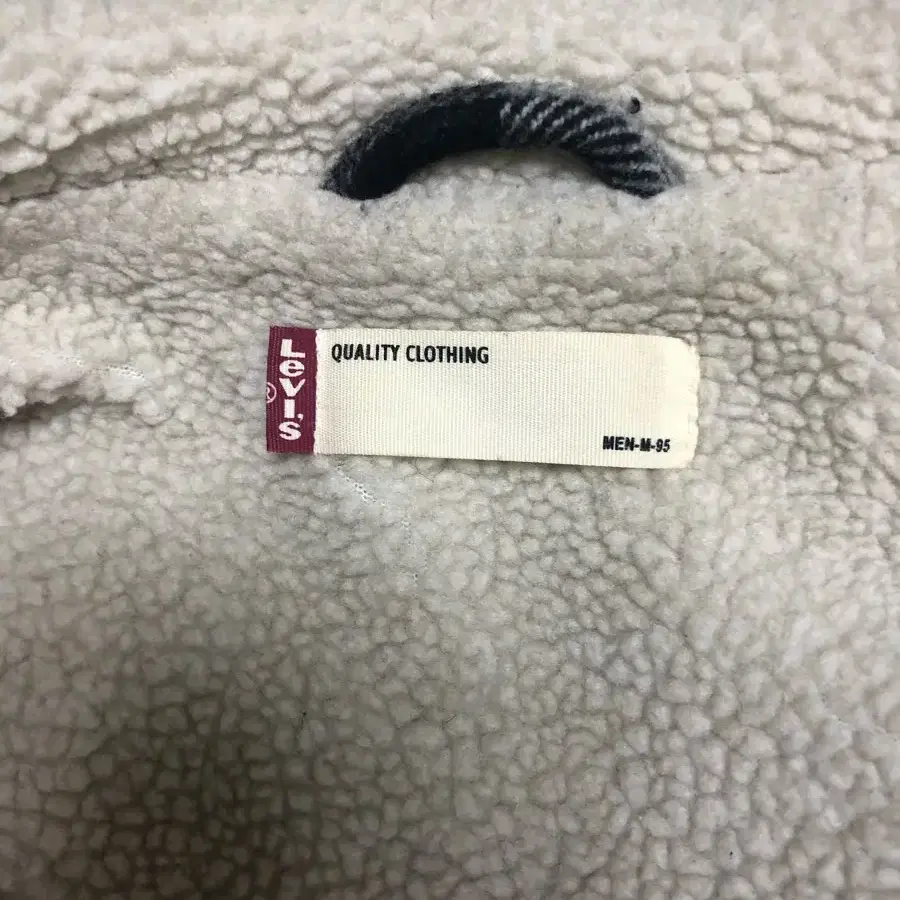 Levi's
®
QUALITY CLOTHING
MEN-M-95